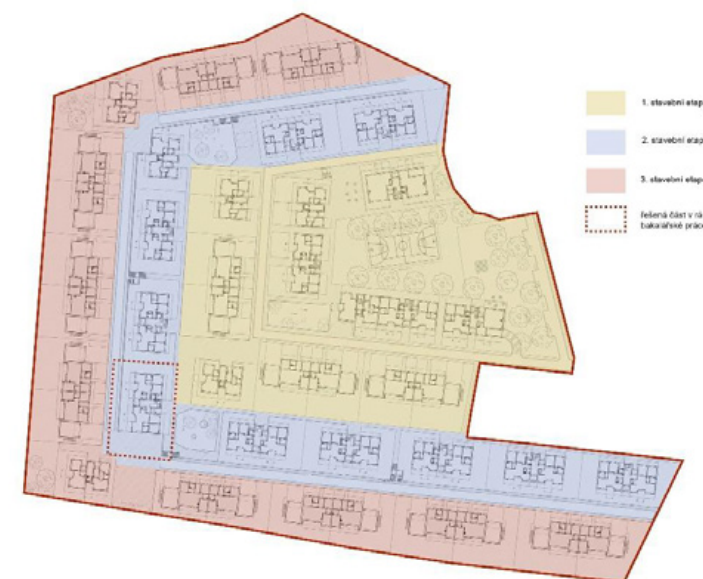 1. stavební etap
2. stavební etap
3. stavební etap
řešená část v rá
bakalářské práce